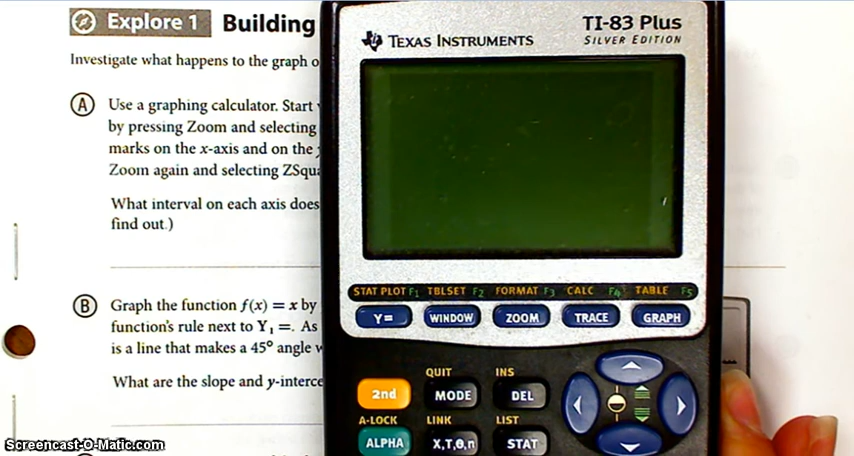 Explore 1 Building
Investigate what happens to the graph o
A Use a graphing calculator. Start
by pressing Zoom and selecting
marks on the x-axis and on the
Zoom again and selecting ZSqua
What interval on each axis does
find out.)
B Graph the function f(x) = x by
function's rule next to Y₁ =. As
is a line that makes a 45° angle
What are the slope and y-interce
TEXAS INSTRUMENTS
TI-83 Plus
SILVER EDITION
STAT PLOT F1 TBLSET F2 FORMAT F3 CALC F4 TABLE F5
Y= WINDOW ZOOM TRACE GRAPH
QUIT INS
2nd MODE DEL
A-LOCK LINK LIST
ALPHA X,T,θ,n STAT
Screencast-O-Matic.com